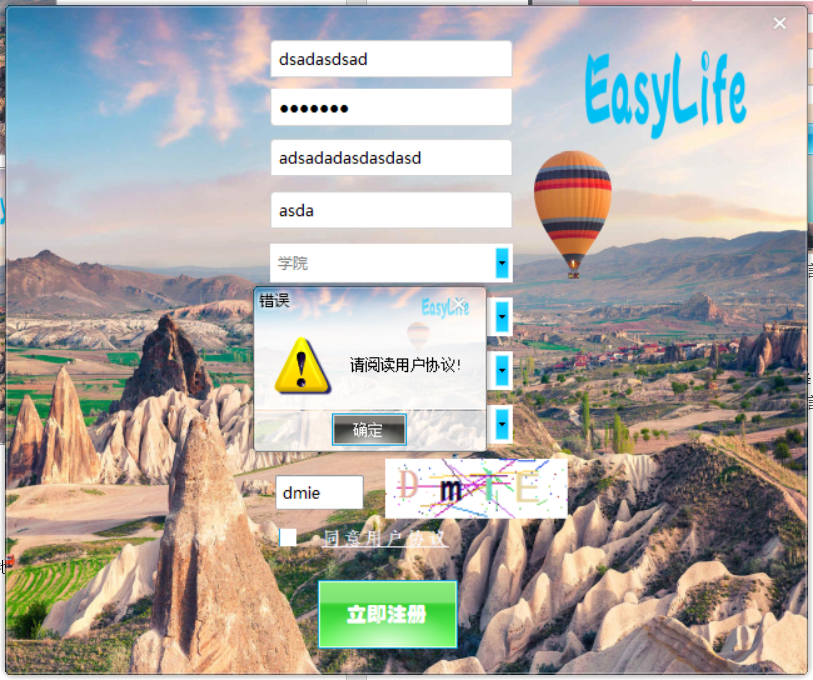 dsadasdsad
EasyLife
•••••••
adsadadasdasdasd
asda
学院
错误
EasyLife
请阅读用户协议!
确定
dmie
DmTE
同意用户协议
立即注册